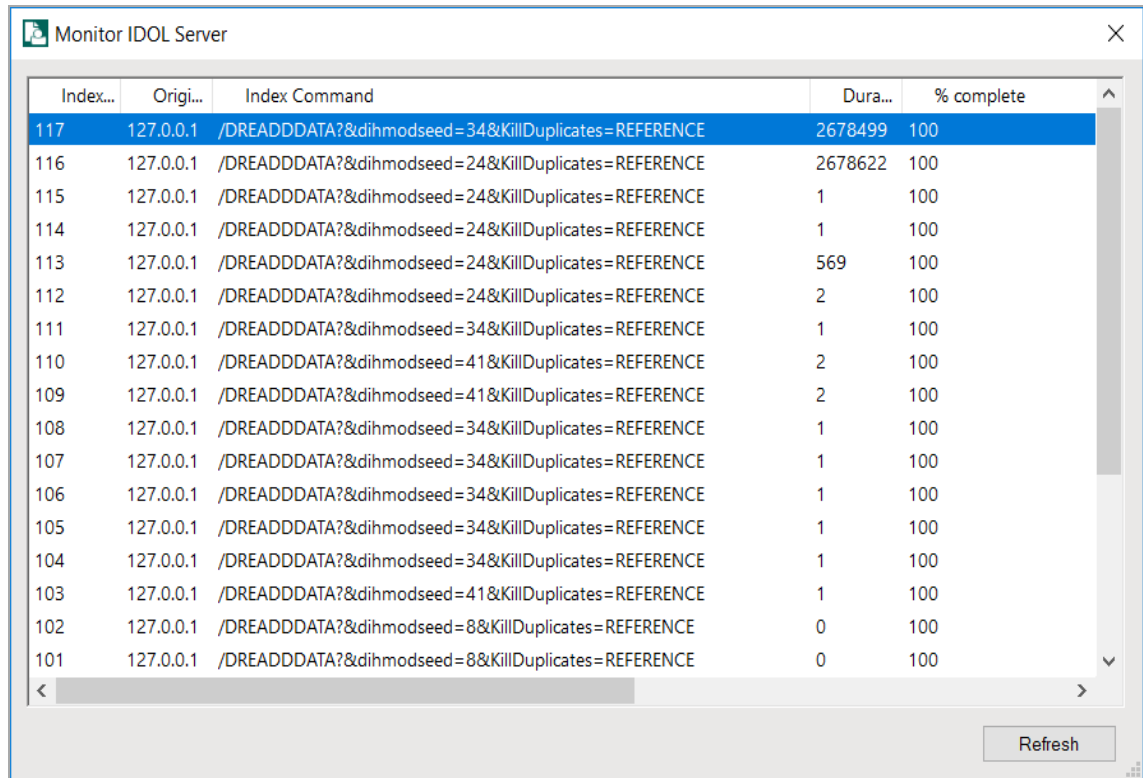 Monitor IDOL Server
Index... Origi... Index Command Dura... % complete
117 127.0.0.1 /DREADDDATA?&dihmodseed=34&KillDuplicates=REFERENCE 2678499 100
116 127.0.0.1 /DREADDDATA?&dihmodseed=24&KillDuplicates=REFERENCE 2678622 100
115 127.0.0.1 /DREADDDATA?&dihmodseed=24&KillDuplicates=REFERENCE 1 100
114 127.0.0.1 /DREADDDATA?&dihmodseed=24&KillDuplicates=REFERENCE 1 100
113 127.0.0.1 /DREADDDATA?&dihmodseed=24&KillDuplicates=REFERENCE 569 100
112 127.0.0.1 /DREADDDATA?&dihmodseed=24&KillDuplicates=REFERENCE 2 100
111 127.0.0.1 /DREADDDATA?&dihmodseed=34&KillDuplicates=REFERENCE 1 100
110 127.0.0.1 /DREADDDATA?&dihmodseed=41&KillDuplicates=REFERENCE 2 100
109 127.0.0.1 /DREADDDATA?&dihmodseed=41&KillDuplicates=REFERENCE 2 100
108 127.0.0.1 /DREADDDATA?&dihmodseed=34&KillDuplicates=REFERENCE 1 100
107 127.0.0.1 /DREADDDATA?&dihmodseed=34&KillDuplicates=REFERENCE 1 100
106 127.0.0.1 /DREADDDATA?&dihmodseed=34&KillDuplicates=REFERENCE 1 100
105 127.0.0.1 /DREADDDATA?&dihmodseed=34&KillDuplicates=REFERENCE 1 100
104 127.0.0.1 /DREADDDATA?&dihmodseed=34&KillDuplicates=REFERENCE 1 100
103 127.0.0.1 /DREADDDATA?&dihmodseed=41&KillDuplicates=REFERENCE 1 100
102 127.0.0.1 /DREADDDATA?&dihmodseed=8&KillDuplicates=REFERENCE 0 100
101 127.0.0.1 /DREADDDATA?&dihmodseed=8&KillDuplicates=REFERENCE 0 100
Refresh